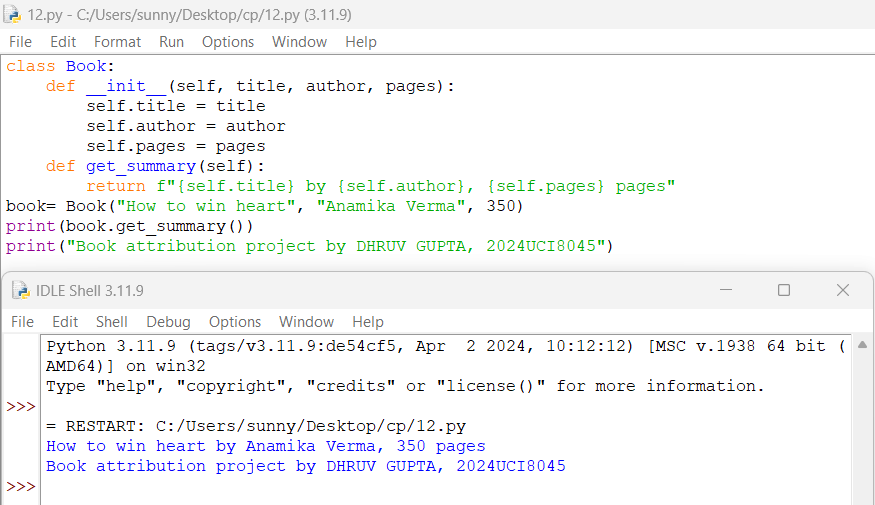 12.py - C:/Users/sunny/Desktop/cp/12.py (3.11.9)
File Edit Format Run Options Window Help
class Book:
    def __init__(self, title, author, pages):
        self.title = title
        self.author = author
        self.pages = pages
    def get_summary(self):
        return f"{self.title} by {self.author}, {self.pages} pages"
book= Book("How to win heart", "Anamika Verma", 350)
print(book.get_summary())
print("Book attribution project by DHRUV GUPTA, 2024UCI8045")
IDLE Shell 3.11.9
File Edit Shell Debug Options Window Help
Python 3.11.9 (tags/v3.11.9:de54cf5, Apr  2 2024, 10:12:12) [MSC v.1938 64 bit (
AMD64)] on win32
Type "help", "copyright", "credits" or "license()" for more information.
>>>
= RESTART: C:/Users/sunny/Desktop/cp/12.py
How to win heart by Anamika Verma, 350 pages
Book attribution project by DHRUV GUPTA, 2024UCI8045
>>>